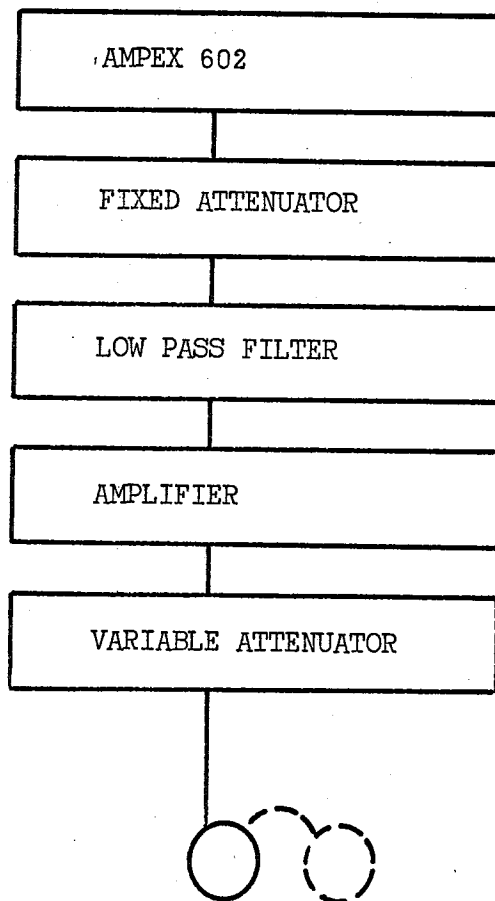 AMPEX 602
FIXED ATTENUATOR
LOW PASS FILTER
AMPLIFIER
VARIABLE ATTENUATOR